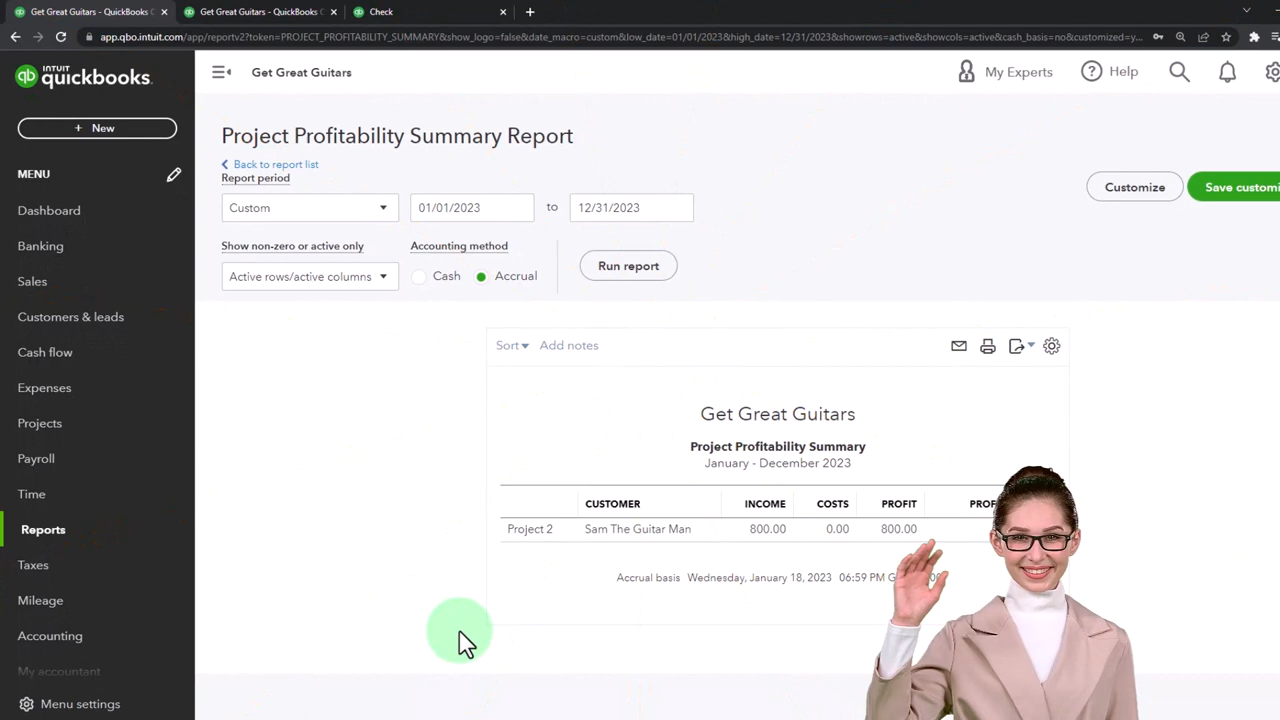 Get Great Guitars - QuickBooks
Get Great Guitars - QuickBooks C
Check
app.qbo.intuit.com/app/reportv2?token=PROJECT_PROFITABILITY_SUMMARY&show_logo=false&date_macro=custom&low_date=01/01/2023&high_date=12/31/2023&showrows=active&showcols=active&cash_basis=no&customized=y...
INTUIT
quickbooks
Get Great Guitars
My Experts
Help
+ New
MENU
Dashboard
Banking
Sales
Customers & leads
Cash flow
Expenses
Projects
Payroll
Time
Reports
Taxes
Mileage
Accounting
My accountant
Menu settings
Project Profitability Summary Report
Back to report list
Report period
Custom
01/01/2023
to
12/31/2023
Customize
Show non-zero or active only
Accounting method
Active rows/active columns
Cash
Accrual
Run report
Sort
Add notes
Get Great Guitars
Project Profitability Summary
January - December 2023
CUSTOMER INCOME COSTS PROFIT
Project 2 Sam The Guitar Man 800.00 0.00 800.00
Accrual basis Wednesday, January 18, 2023 06:59 PM